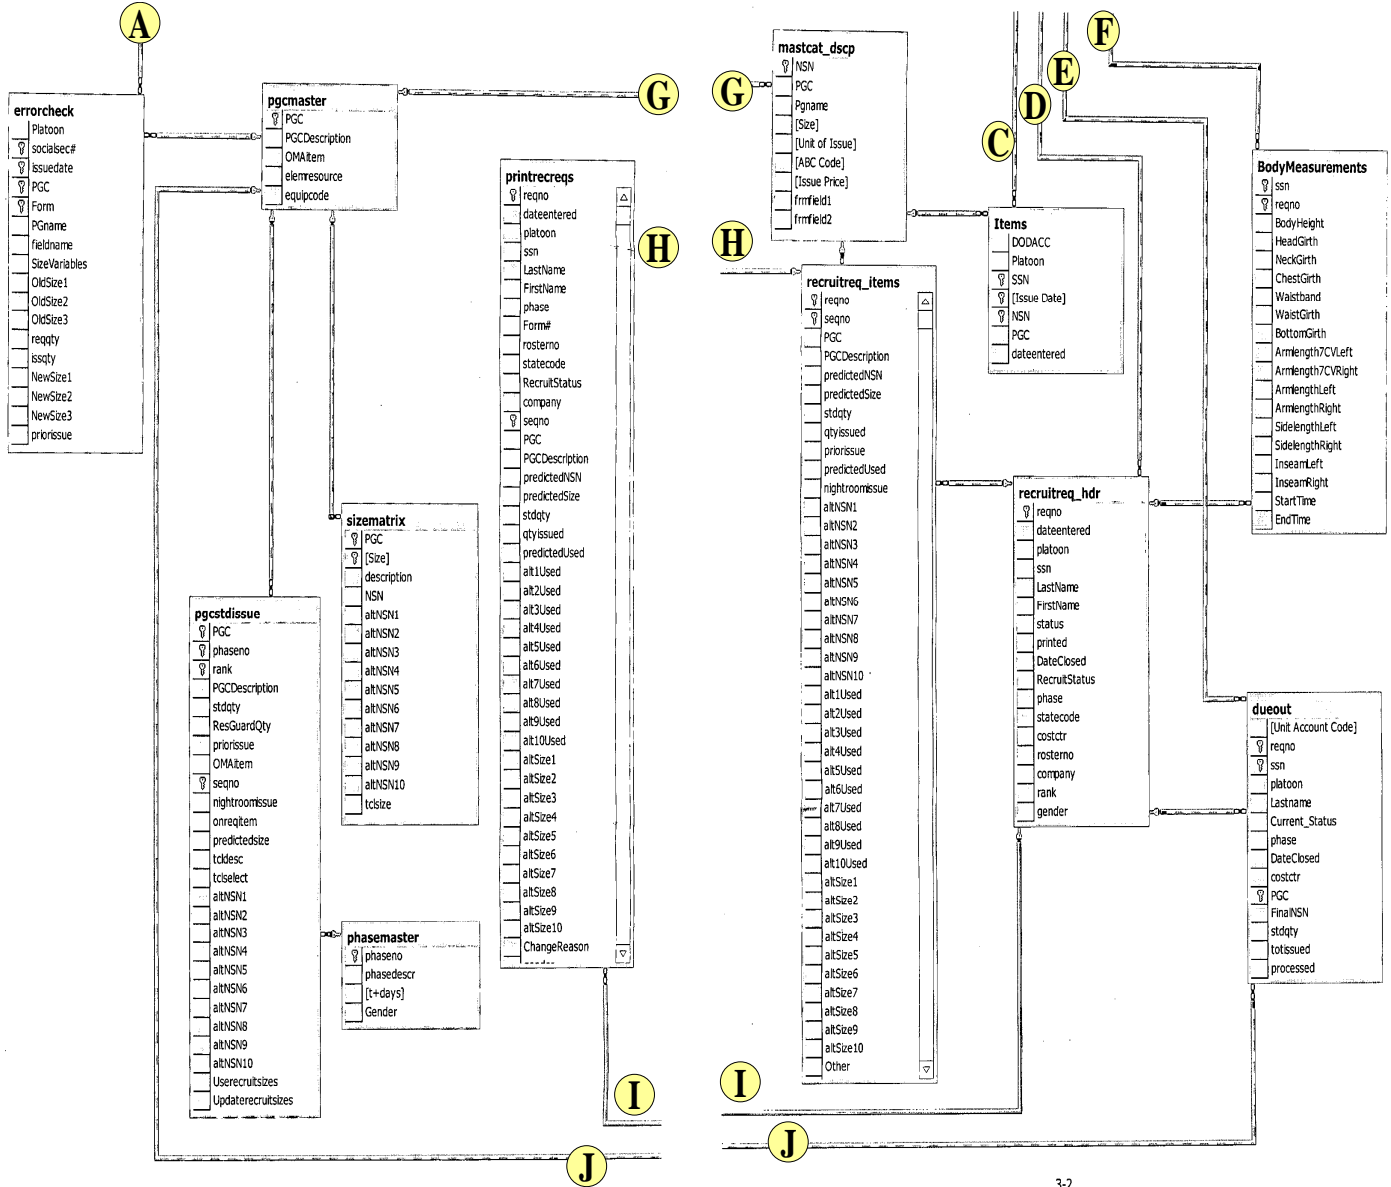 A
errorcheck
Platoon
socialsec#
issuedate
PGC
Form
PGname
fieldname
SizeVariables
OldSize1
OldSize2
OldSize3
reqqty
issqty
NewSize1
NewSize2
NewSize3
priorissue
pgcmaster
PGC
PGCDescription
OMAitem
elemresource
equipcode
G
printrecreqs
reqno
dateentered
platoon
ssn
LastName
FirstName
phase
Form#
rosterno
statecode
RecruitStatus
company
seqno
PGC
PGCDescription
predictedNSN
predictedSize
stdqty
qtyissued
predictedUsed
alt1Used
alt2Used
alt3Used
alt4Used
alt5Used
alt6Used
alt7Used
alt8Used
alt9Used
alt10Used
altSize1
altSize2
altSize3
altSize4
altSize5
altSize6
altSize7
altSize8
altSize9
altSize10
ChangeReason
H
sizematrix
PGC
[Size]
description
NSN
altNSN1
altNSN2
altNSN3
altNSN4
altNSN5
altNSN6
altNSN7
altNSN8
altNSN9
altNSN10
tclsize
pgcstdissue
PGC
phaseno
rank
PGCDescription
stdqty
ResGuardQty
priorissue
OMAitem
seqno
nightroomissue
onreqitem
predictedsize
tcldesc
tclselect
altNSN1
altNSN2
altNSN3
altNSN4
altNSN5
altNSN6
altNSN7
altNSN8
altNSN9
altNSN10
Userecruitsizes
Updaterecruitsizes
phasemaster
phaseno
phasedescr
[t+days]
Gender
I
J
G
mastcat_dscp
NSN
PGC
Pgname
[Size]
[Unit of Issue]
[ABC Code]
[Issue Price]
frmfield1
frmfield2
C
D
E
F
H
recruitreq_items
reqno
seqno
PGC
PGCDescription
predictedNSN
predictedSize
stdqty
qtyissued
priorissue
predictedUsed
nightroomissue
altNSN1
altNSN2
altNSN3
altNSN4
altNSN5
altNSN6
altNSN7
altNSN8
altNSN9
altNSN10
alt1Used
alt2Used
alt3Used
alt4Used
alt5Used
alt6Used
alt7Used
alt8Used
alt9Used
alt10Used
altSize1
altSize2
altSize3
altSize4
altSize5
altSize6
altSize7
altSize8
altSize9
altSize10
Other
Items
DODACC
Platoon
SSN
[Issue Date]
NSN
PGC
dateentered
recruitreq_hdr
reqno
dateentered
platoon
ssn
LastName
FirstName
status
printed
DateClosed
RecruitStatus
phase
statecode
costctr
rosterno
company
rank
gender
BodyMeasurements
ssn
reqno
BodyHeight
HeadGirth
NeckGirth
ChestGirth
Waistband
WaistGirth
BottomGirth
Armlength7CVLeft
Armlength7CVRight
ArmlengthLeft
ArmlengthRight
SidelengthLeft
SidelengthRight
InseamLeft
InseamRight
StartTime
EndTime
dueout
[Unit Account Code]
reqno
ssn
platoon
Lastname
Current_Status
phase
DateClosed
costctr
PGC
FinalNSN
stdqty
totissued
processed
I
J
3-2